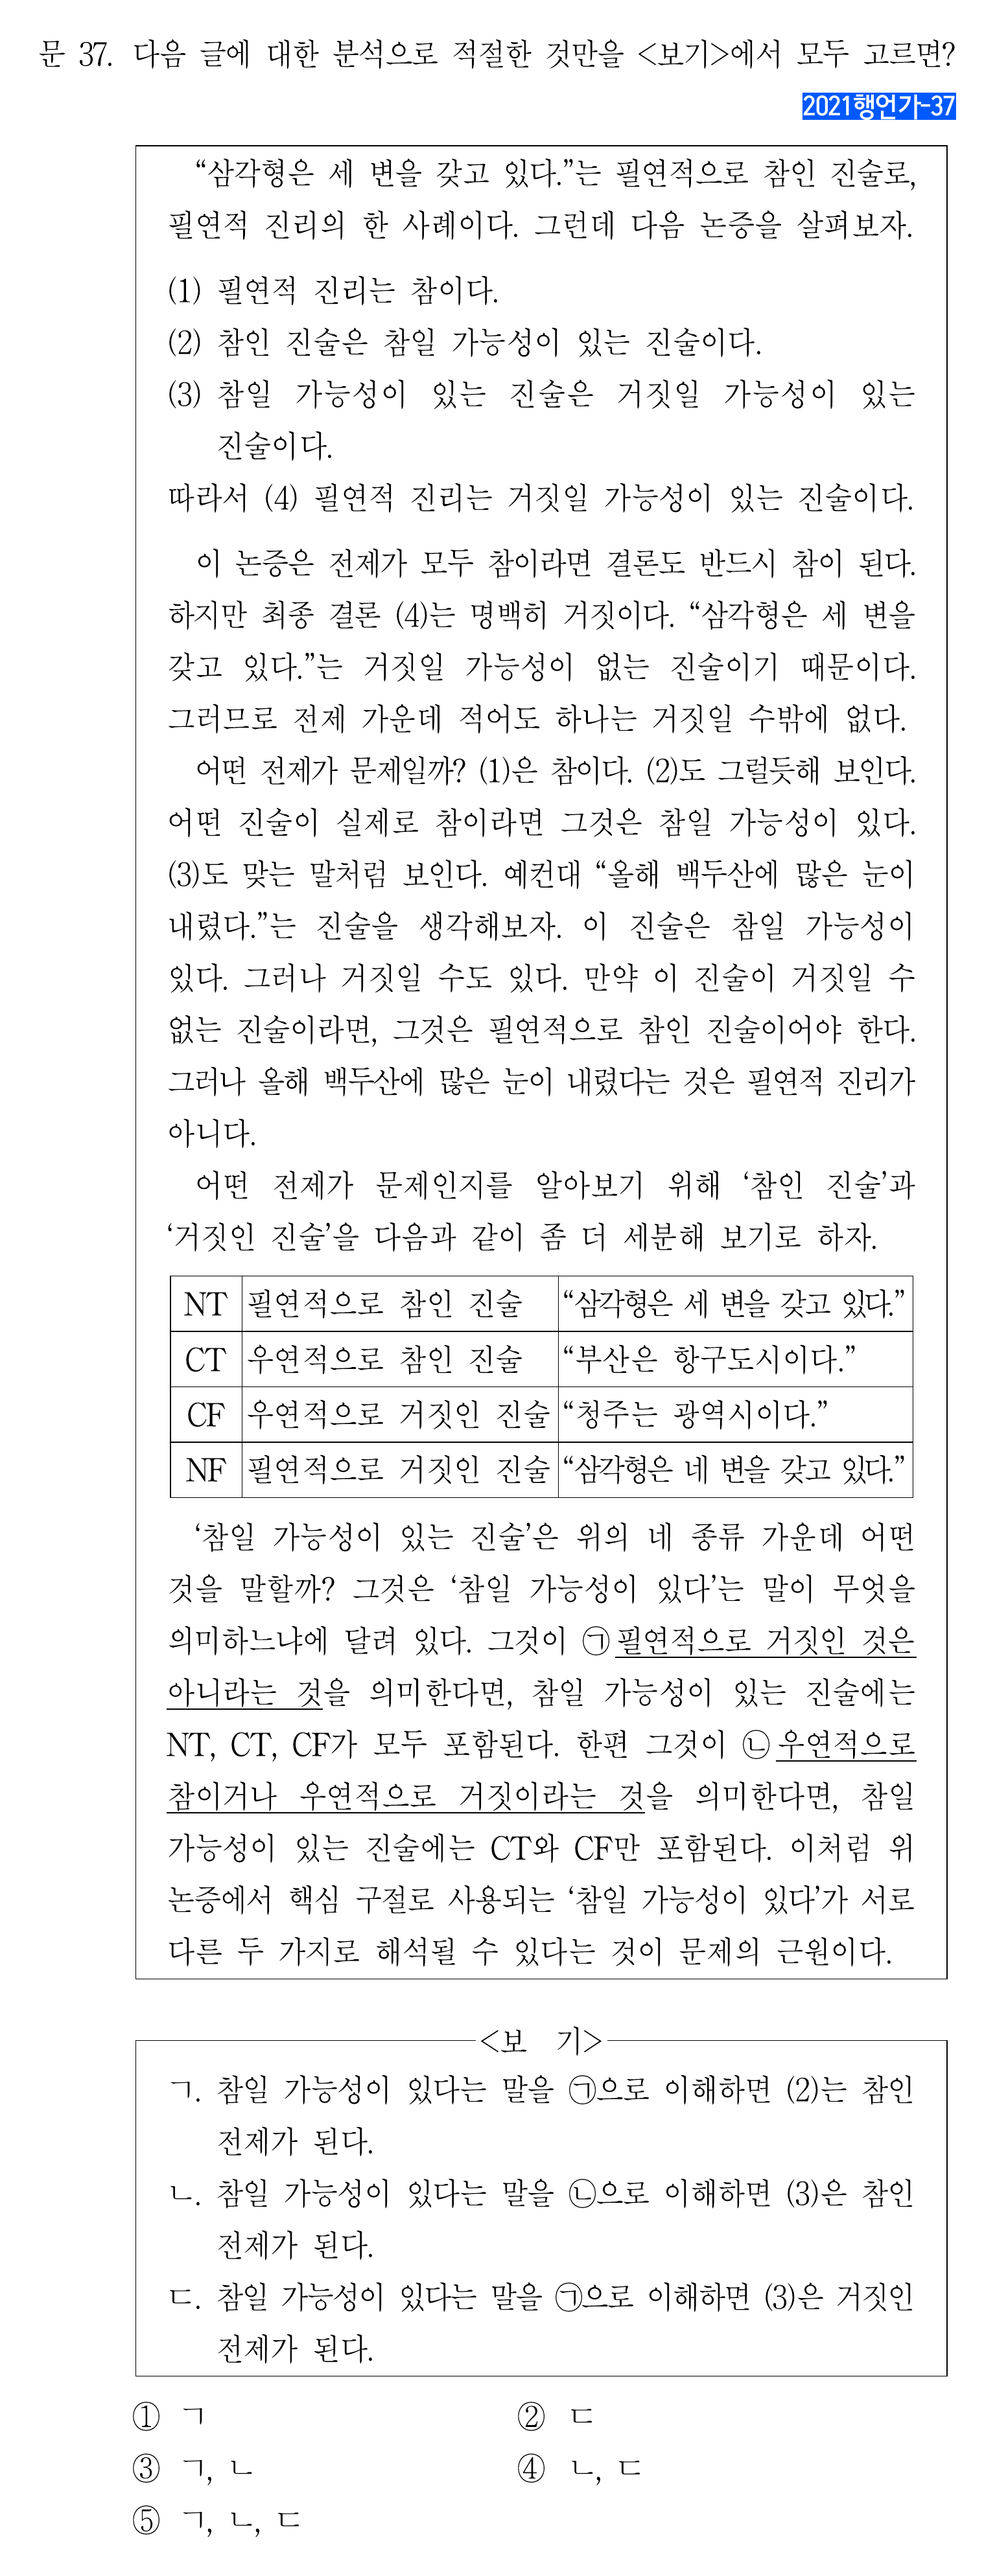 문 37. 다음 글에 대한 분석으로 적절한 것만을 <보기>에서 모두 고르면?
2021행언가-37
“삼각형은 세 변을 갖고 있다.”는 필연적으로 참인 진술로,
필연적 진리의 한 사례이다. 그런데 다음 논증을 살펴보자.
(1) 필연적 진리는 참이다.
(2) 참인 진술은 참일 가능성이 있는 진술이다.
(3) 참일 가능성이 있는 진술은 거짓일 가능성이 있는
진술이다.
따라서 (4) 필연적 진리는 거짓일 가능성이 있는 진술이다.
이 논증은 전제가 모두 참이라면 결론도 반드시 참이 된다.
하지만 최종 결론 (4)는 명백히 거짓이다. “삼각형은 세 변을
갖고 있다.”는 거짓일 가능성이 없는 진술이기 때문이다.
그러므로 전제 가운데 적어도 하나는 거짓일 수밖에 없다.
어떤 전제가 문제일까? (1)은 참이다. (2)도 그럴듯해 보인다.
어떤 진술이 실제로 참이라면 그것은 참일 가능성이 있다.
(3)도 맞는 말처럼 보인다. 예컨대 “올해 백두산에 많은 눈이
내렸다.”는 진술을 생각해보자. 이 진술은 참일 가능성이
있다. 그러나 거짓일 수도 있다. 만약 이 진술이 거짓일 수
없는 진술이라면, 그것은 필연적으로 참인 진술이어야 한다.
그러나 올해 백두산에 많은 눈이 내렸다는 것은 필연적 진리가
아니다.
어떤 전제가 문제인지를 알아보기 위해 ‘참인 진술’과
‘거짓인 진술’을 다음과 같이 좀 더 세분해 보기로 하자.
NT 필연적으로 참인 진술 “삼각형은 세 변을 갖고 있다.”
CT 우연적으로 참인 진술 “부산은 항구도시이다.”
CF 우연적으로 거짓인 진술 “청주는 광역시이다.”
NF 필연적으로 거짓인 진술 “삼각형은 네 변을 갖고 있다.”
‘참일 가능성이 있는 진술’은 위의 네 종류 가운데 어떤
것을 말할까? 그것은 ‘참일 가능성이 있다’는 말이 무엇을
의미하느냐에 달려 있다. 그것이 ㉠필연적으로 거짓인 것은
아니라는 것을 의미한다면, 참일 가능성이 있는 진술에는
NT, CT, CF가 모두 포함된다. 한편 그것이 ㉡우연적으로
참이거나 우연적으로 거짓이라는 것을 의미한다면, 참일
가능성이 있는 진술에는 CT와 CF만 포함된다. 이처럼 위
논증에서 핵심 구절로 사용되는 ‘참일 가능성이 있다’가 서로
다른 두 가지로 해석될 수 있다는 것이 문제의 근원이다.
<보 기>
ㄱ. 참일 가능성이 있다는 말을 ㉠으로 이해하면 (2)는 참인
전제가 된다.
ㄴ. 참일 가능성이 있다는 말을 ㉡으로 이해하면 (3)은 참인
전제가 된다.
ㄷ. 참일 가능성이 있다는 말을 ㉠으로 이해하면 (3)은 거짓인
전제가 된다.
① ㄱ ② ㄷ
③ ㄱ, ㄴ ④ ㄴ, ㄷ
⑤ ㄱ, ㄴ, ㄷ